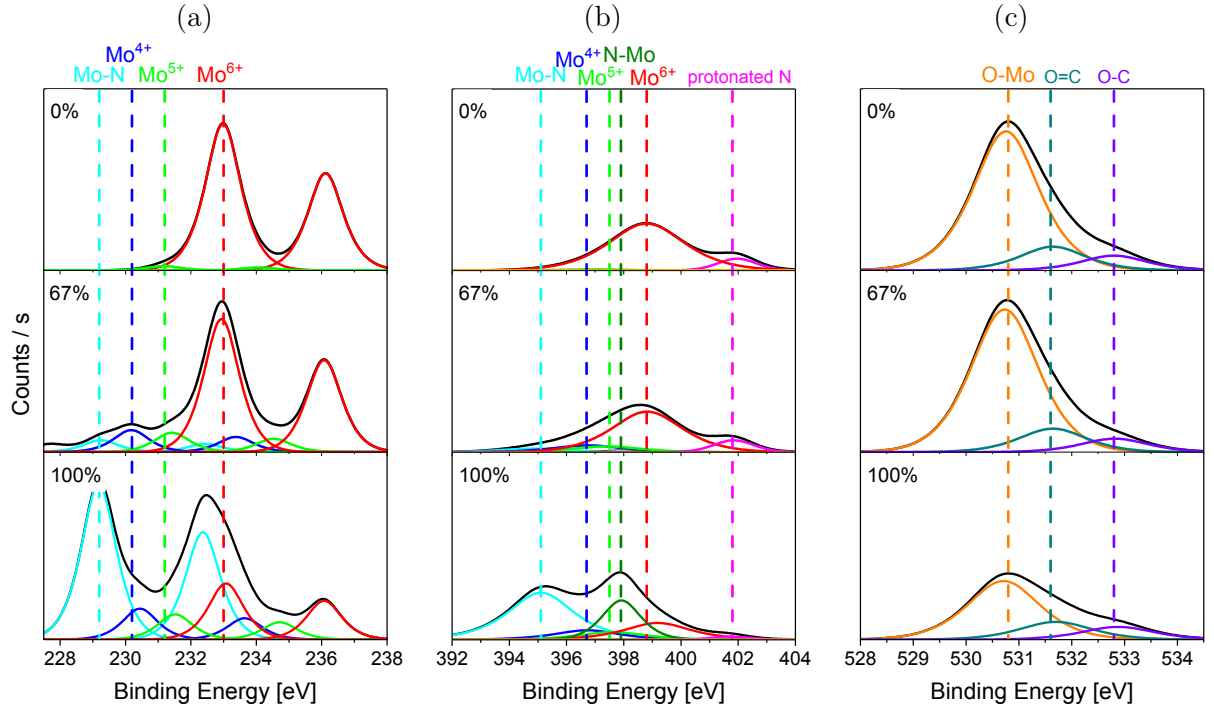 (a) (b) (c)
Mo⁴⁺ Mo⁴⁺ N-Mo
Mo-N Mo⁵⁺ Mo⁶⁺ Mo-N Mo⁵⁺ Mo⁶⁺ protonated N O-Mo O=C O-C
0% 0% 0%
67% 67% 67%
100% 100% 100%
Counts / s
228 230 232 234 236 238 392 394 396 398 400 402 404 528 529 530 531 532 533 534
Binding Energy [eV] Binding Energy [eV] Binding Energy [eV]